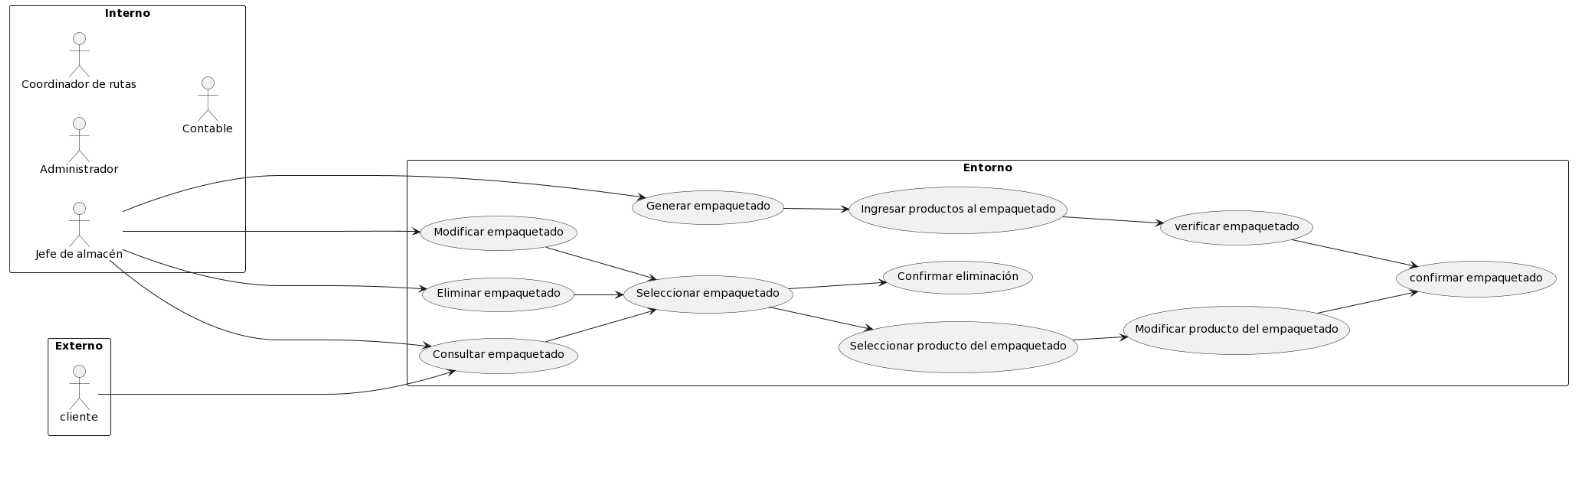 Interno
Coordinador de rutas
Contable
Administrador
Jefe de almacén
Externo
cliente
Entorno
Generar empaquetado
Ingresar productos al empaquetado
verificar empaquetado
Modificar empaquetado
Confirmar eliminación
confirmar empaquetado
Eliminar empaquetado
Seleccionar empaquetado
Modificar producto del empaquetado
Seleccionar producto del empaquetado
Consultar empaquetado